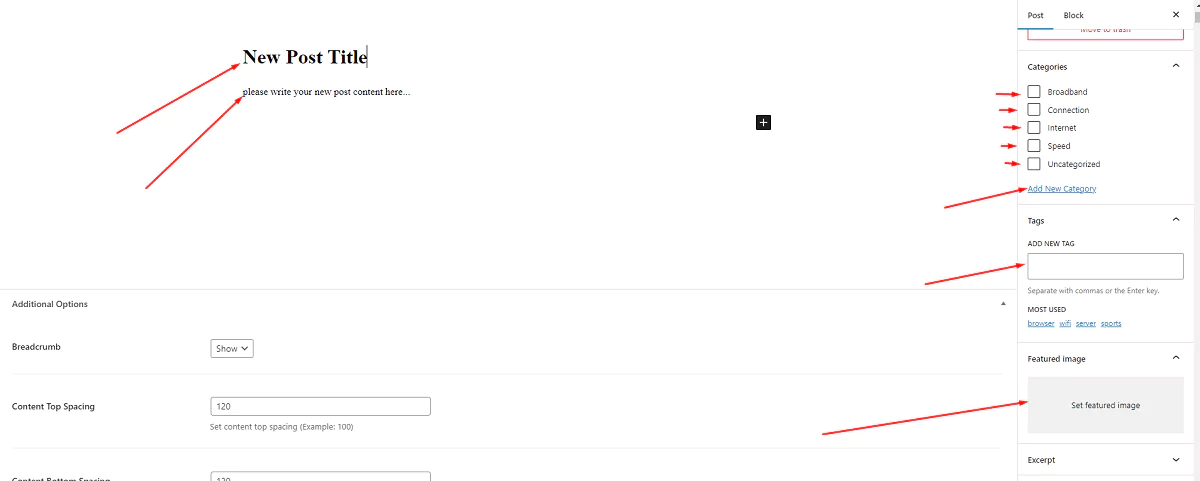 Post Block
Move to trash
New Post Title
please write your new post content here...
Categories
Broadband
Connection
Internet
Speed
Uncategorized
Add New Category
Tags
ADD NEW TAG
Separate with commas or the Enter key.
MOST USED
browser wifi server sports
Featured image
Set featured image
Excerpt
Additional Options
Breadcrumb Show
Content Top Spacing 120
Set content top spacing (Example: 100)
Content Bottom Spacing 120